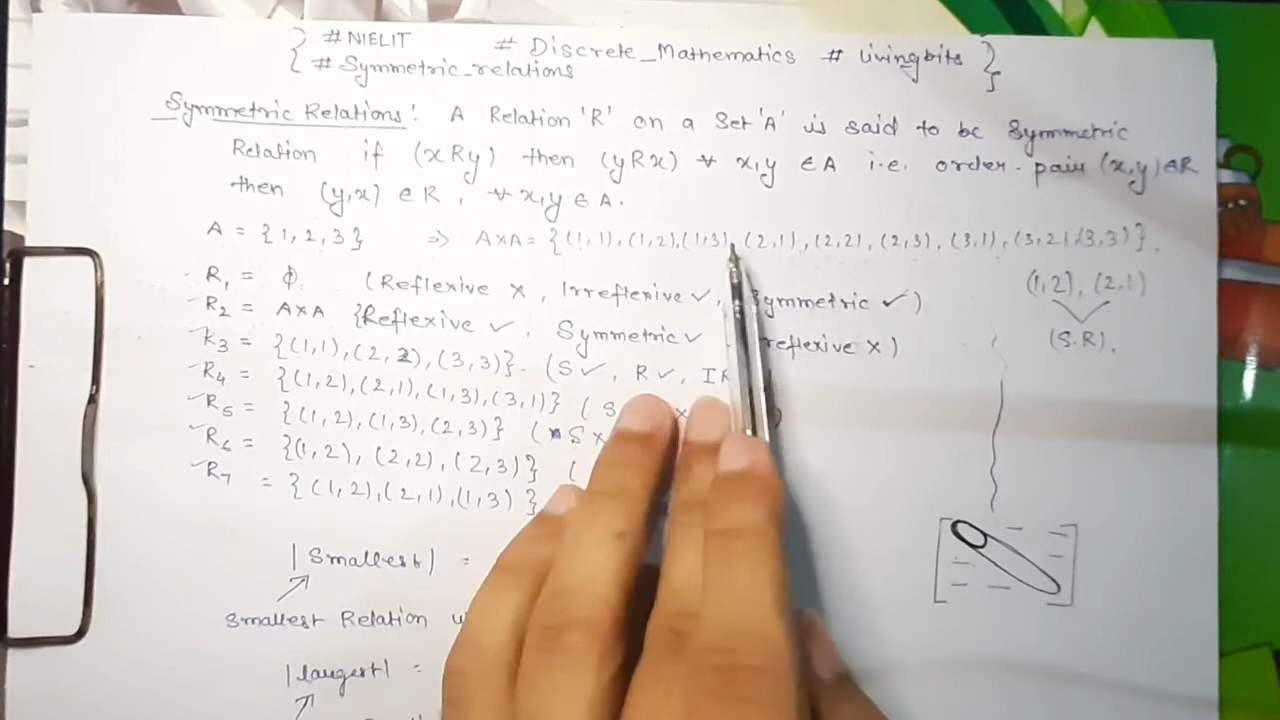 { #NIELIT # Discrete_Mathematics # livingbits }
# Symmetric_relations
Symmetric Relations: A Relation 'R' on a Set 'A' is said to be Symmetric
Relation if (xRy) then (yRx) ∀ x,y ∈ A i.e. order-pair (x,y)∈R
then (y,x) ∈ R, ∀ x,y ∈ A.
A = {1,2,3} ⇒ A×A = {(1,1),(1,2),(1,3),(2,1),(2,2),(2,3),(3,1),(3,2),(3,3)}.
R1 = ϕ. (Reflexive ×, Irreflexive ✓, Symmetric ✓) (1,2), (2,1)
R2 = A×A {Reflexive ✓, Symmetric ✓ reflexive ×) (S.R).
R3 = {(1,1),(2,2),(3,3)}. (S ✓, R ✓, IR
R4 = {(1,2),(2,1),(1,3),(3,1)} (S ×
R5 = {(1,2),(1,3),(2,3)} (S ×
R6 = {(1,2),(2,2),(2,3)} (
R7 = {(1,2),(2,1),(1,3)}
|Smallest| =
Smallest Relation
|largest| =